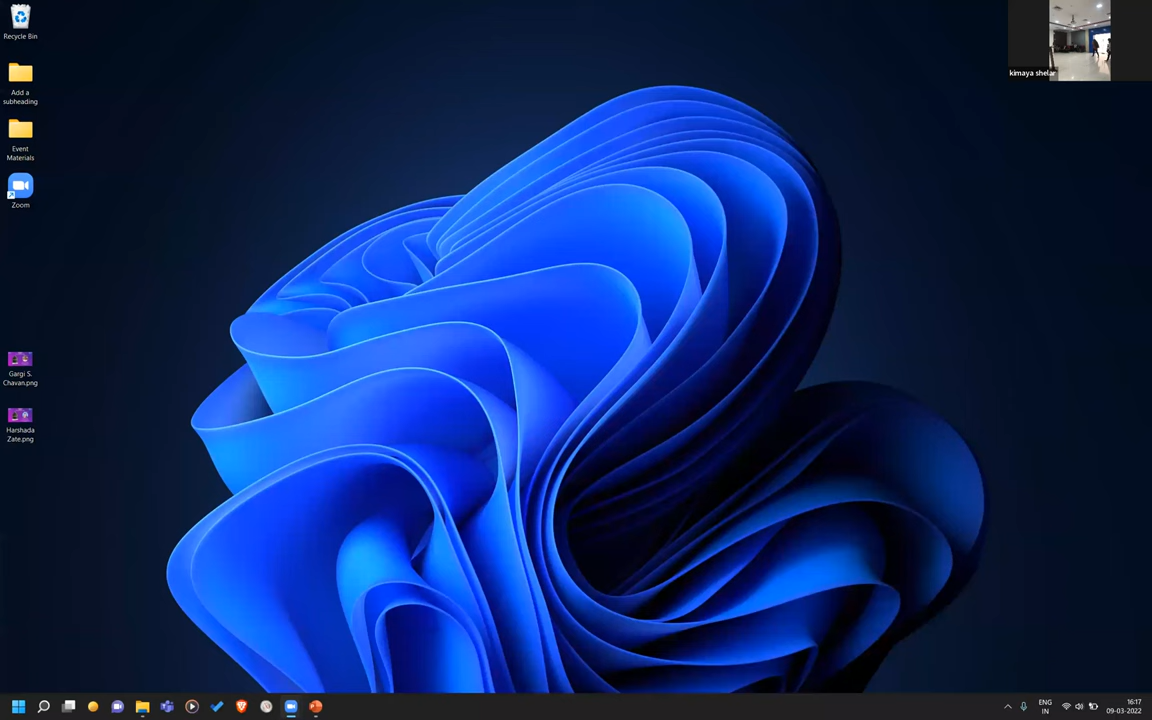 Recycle Bin
Add a
subheading
Event
Materials
Zoom
Gargi S.
Chavan.png
Harshada
Zate.png
kimaya shelar
ENG
IN
16:17
09-03-2022